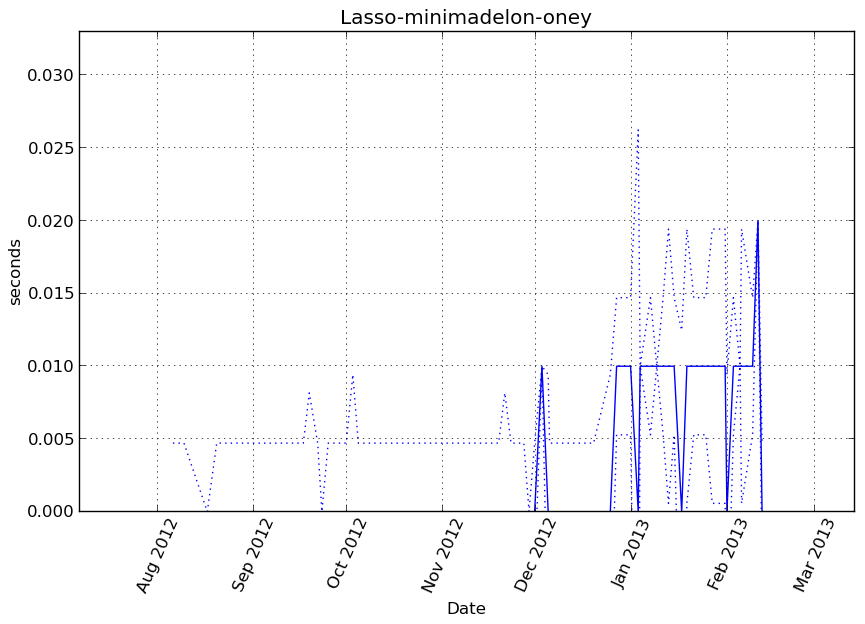 Lasso-minimadelon-oney
0.030
0.025
0.020
0.015
0.010
0.005
0.000
seconds
Aug 2012
Sep 2012
Oct 2012
Nov 2012
Dec 2012
Jan 2013
Feb 2013
Mar 2013
Date